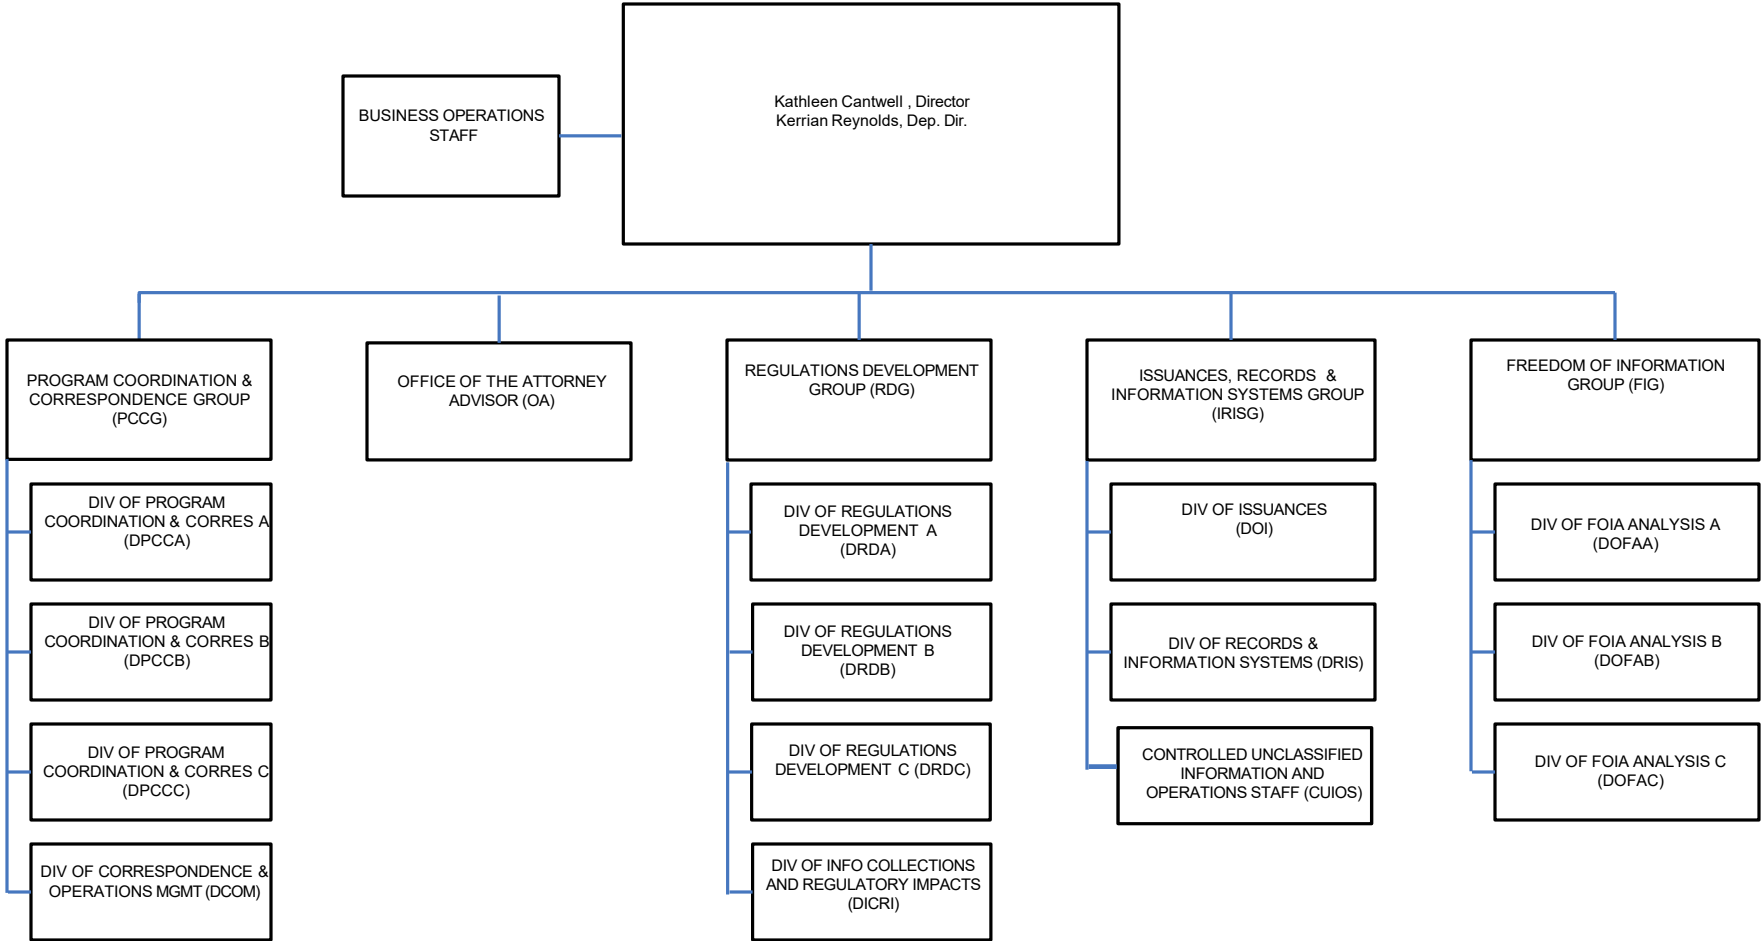 Kathleen Cantwell , Director
Kerrian Reynolds, Dep. Dir.
BUSINESS OPERATIONS
STAFF
PROGRAM COORDINATION &
CORRESPONDENCE GROUP
(PCCG)
OFFICE OF THE ATTORNEY
ADVISOR (OA)
REGULATIONS DEVELOPMENT
GROUP (RDG)
ISSUANCES, RECORDS &
INFORMATION SYSTEMS GROUP
(IRISG)
FREEDOM OF INFORMATION
GROUP (FIG)
DIV OF PROGRAM
COORDINATION & CORRES A
(DPCCA)
DIV OF PROGRAM
COORDINATION & CORRES B
(DPCCB)
DIV OF PROGRAM
COORDINATION & CORRES C
(DPCCC)
DIV OF CORRESPONDENCE &
OPERATIONS MGMT (DCOM)
DIV OF REGULATIONS
DEVELOPMENT A
(DRDA)
DIV OF REGULATIONS
DEVELOPMENT B
(DRDB)
DIV OF REGULATIONS
DEVELOPMENT C (DRDC)
DIV OF INFO COLLECTIONS
AND REGULATORY IMPACTS
(DICRI)
DIV OF ISSUANCES
(DOI)
DIV OF RECORDS &
INFORMATION SYSTEMS (DRIS)
CONTROLLED UNCLASSIFIED
INFORMATION AND
OPERATIONS STAFF (CUIOS)
DIV OF FOIA ANALYSIS A
(DOFAA)
DIV OF FOIA ANALYSIS B
(DOFAB)
DIV OF FOIA ANALYSIS C
(DOFAC)